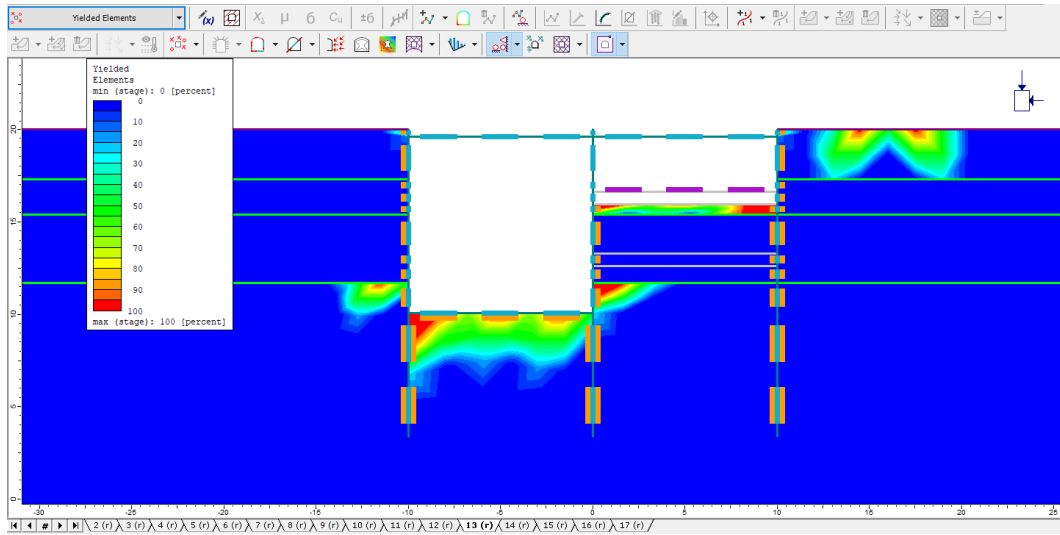 Yielded Elements
(x) X̲ₗ μ б Cᵤ ±б
Yielded
Elements
min (stage): 0 [percent]
0
10
20
30
40
50
60
70
80
90
100
max (stage): 100 [percent]
20
15
10
5
0
-30 -20 -15 -10 -5 0 5 10 15 20 25
2 (r) 3 (r) 4 (r) 5 (r) 6 (r) 7 (r) 8 (r) 9 (r) 10 (r) 11 (r) 12 (r) 13 (r) 14 (r) 15 (r) 16 (r) 17 (r)